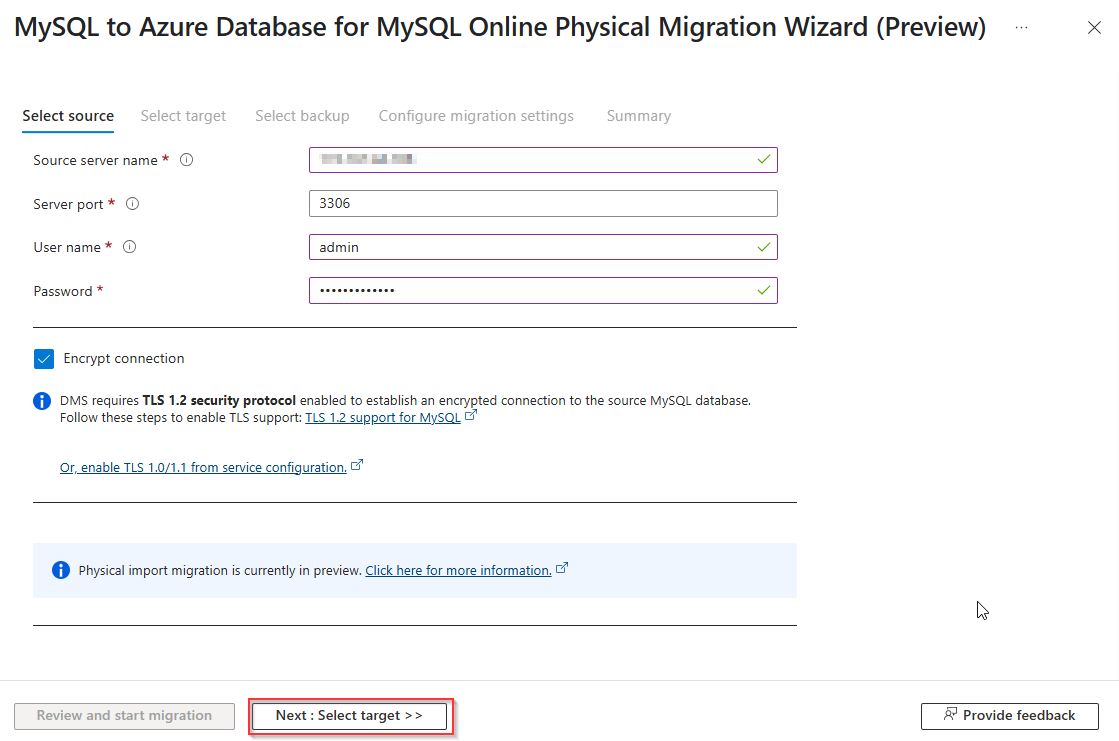 MySQL to Azure Database for MySQL Online Physical Migration Wizard (Preview) ...
Select source Select target Select backup Configure migration settings Summary
Source server name *
Server port * 3306
User name * admin
Password * •••••••••••••
Encrypt connection
DMS requires TLS 1.2 security protocol enabled to establish an encrypted connection to the source MySQL database.
Follow these steps to enable TLS support: TLS 1.2 support for MySQL
Or, enable TLS 1.0/1.1 from service configuration.
Physical import migration is currently in preview. Click here for more information.
Review and start migration Next : Select target >> Provide feedback